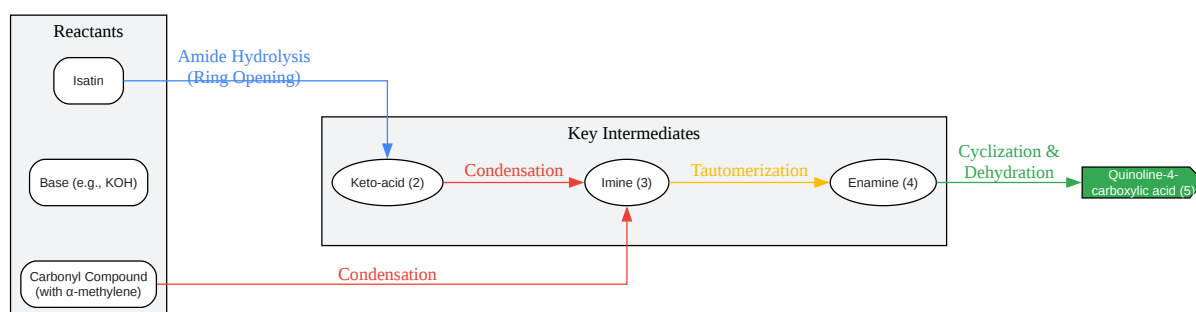 Reactants
Isatin
Base (e.g., KOH)
Carbonyl Compound
(with α-methylene)
Amide Hydrolysis
(Ring Opening)
Condensation
Key Intermediates
Keto-acid (2)
Condensation
Imine (3)
Tautomerization
Enamine (4)
Cyclization &
Dehydration
Quinoline-4-
carboxylic acid (5)